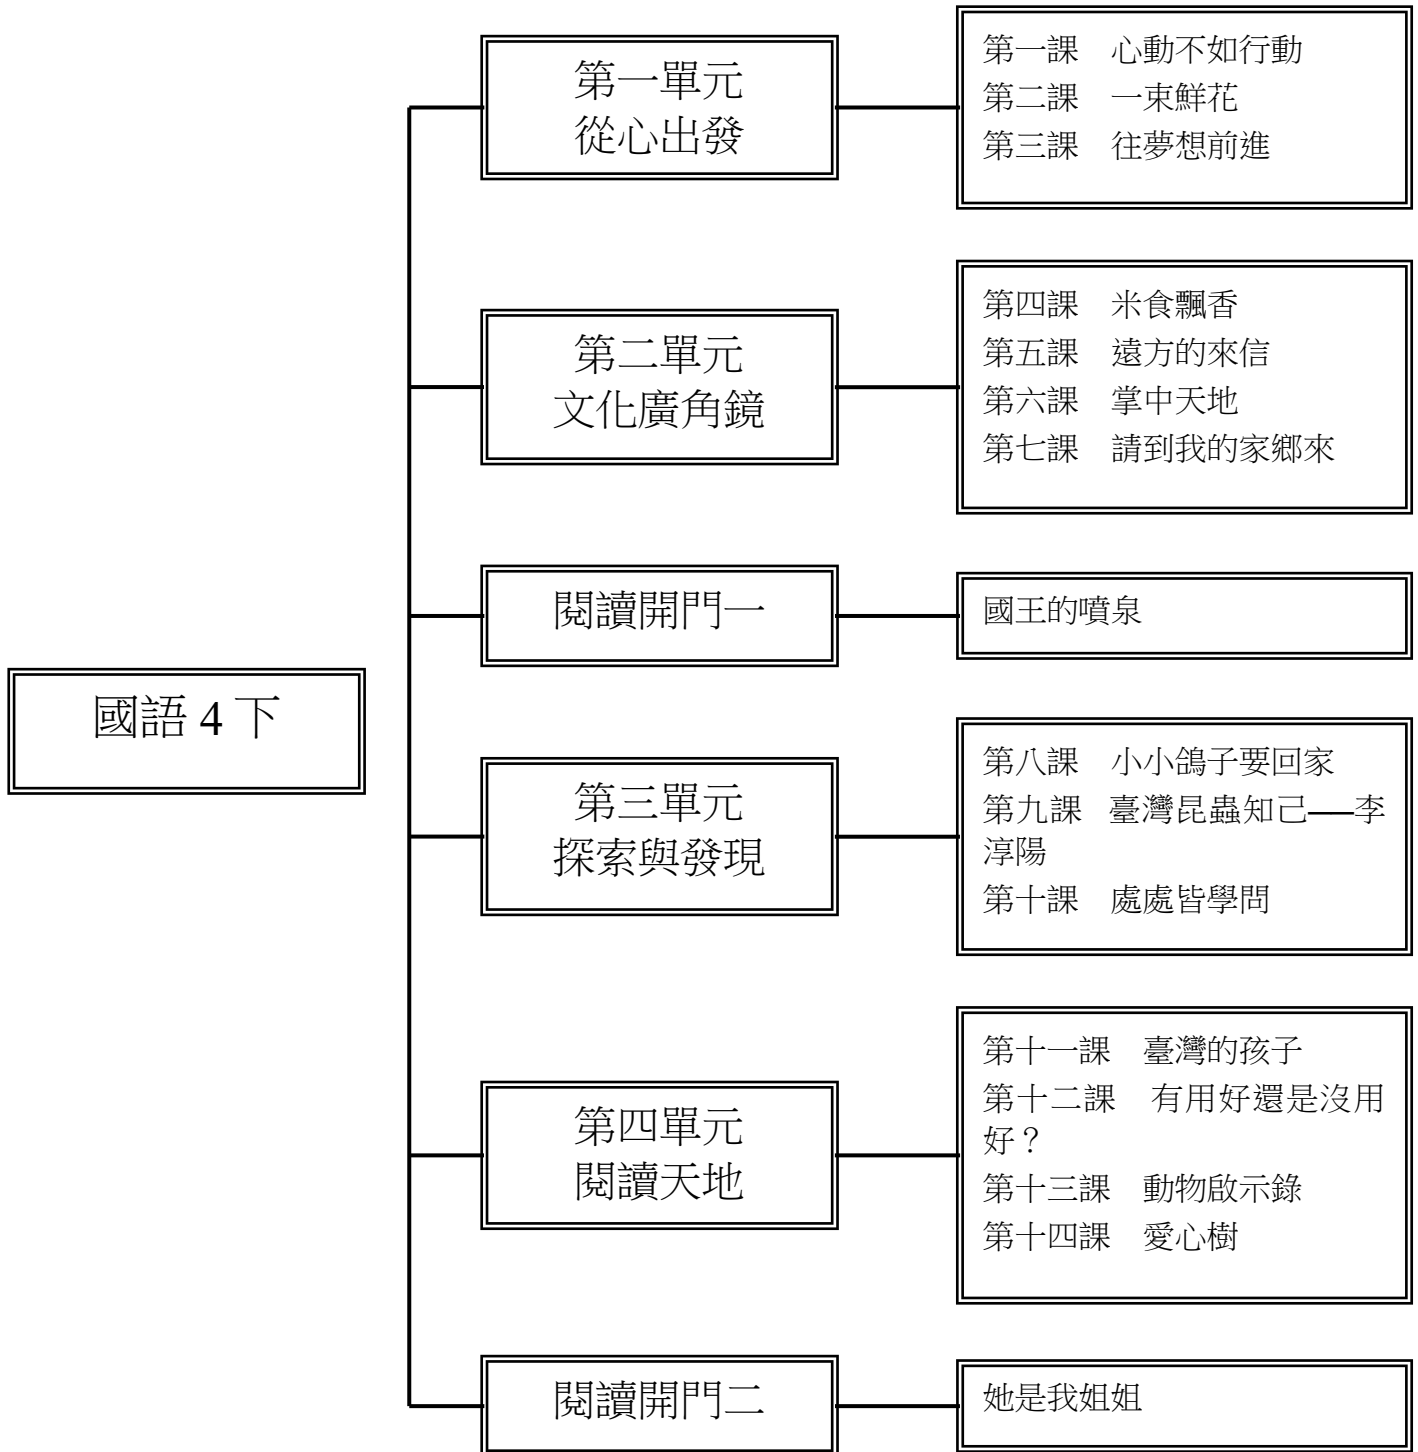 國語 4 下
第一單元
從心出發
第一課　心動不如行動
第二課　一束鮮花
第三課　往夢想前進
第二單元
文化廣角鏡
第四課　米食飄香
第五課　遠方的來信
第六課　掌中天地
第七課　請到我的家鄉來
閱讀開門一
國王的噴泉
第三單元
探索與發現
第八課　小小鴿子要回家
第九課　臺灣昆蟲知己──李
淳陽
第十課　處處皆學問
第四單元
閱讀天地
第十一課　臺灣的孩子
第十二課　有用好還是沒用
好？
第十三課　動物啟示錄
第十四課　愛心樹
閱讀開門二
她是我姐姐